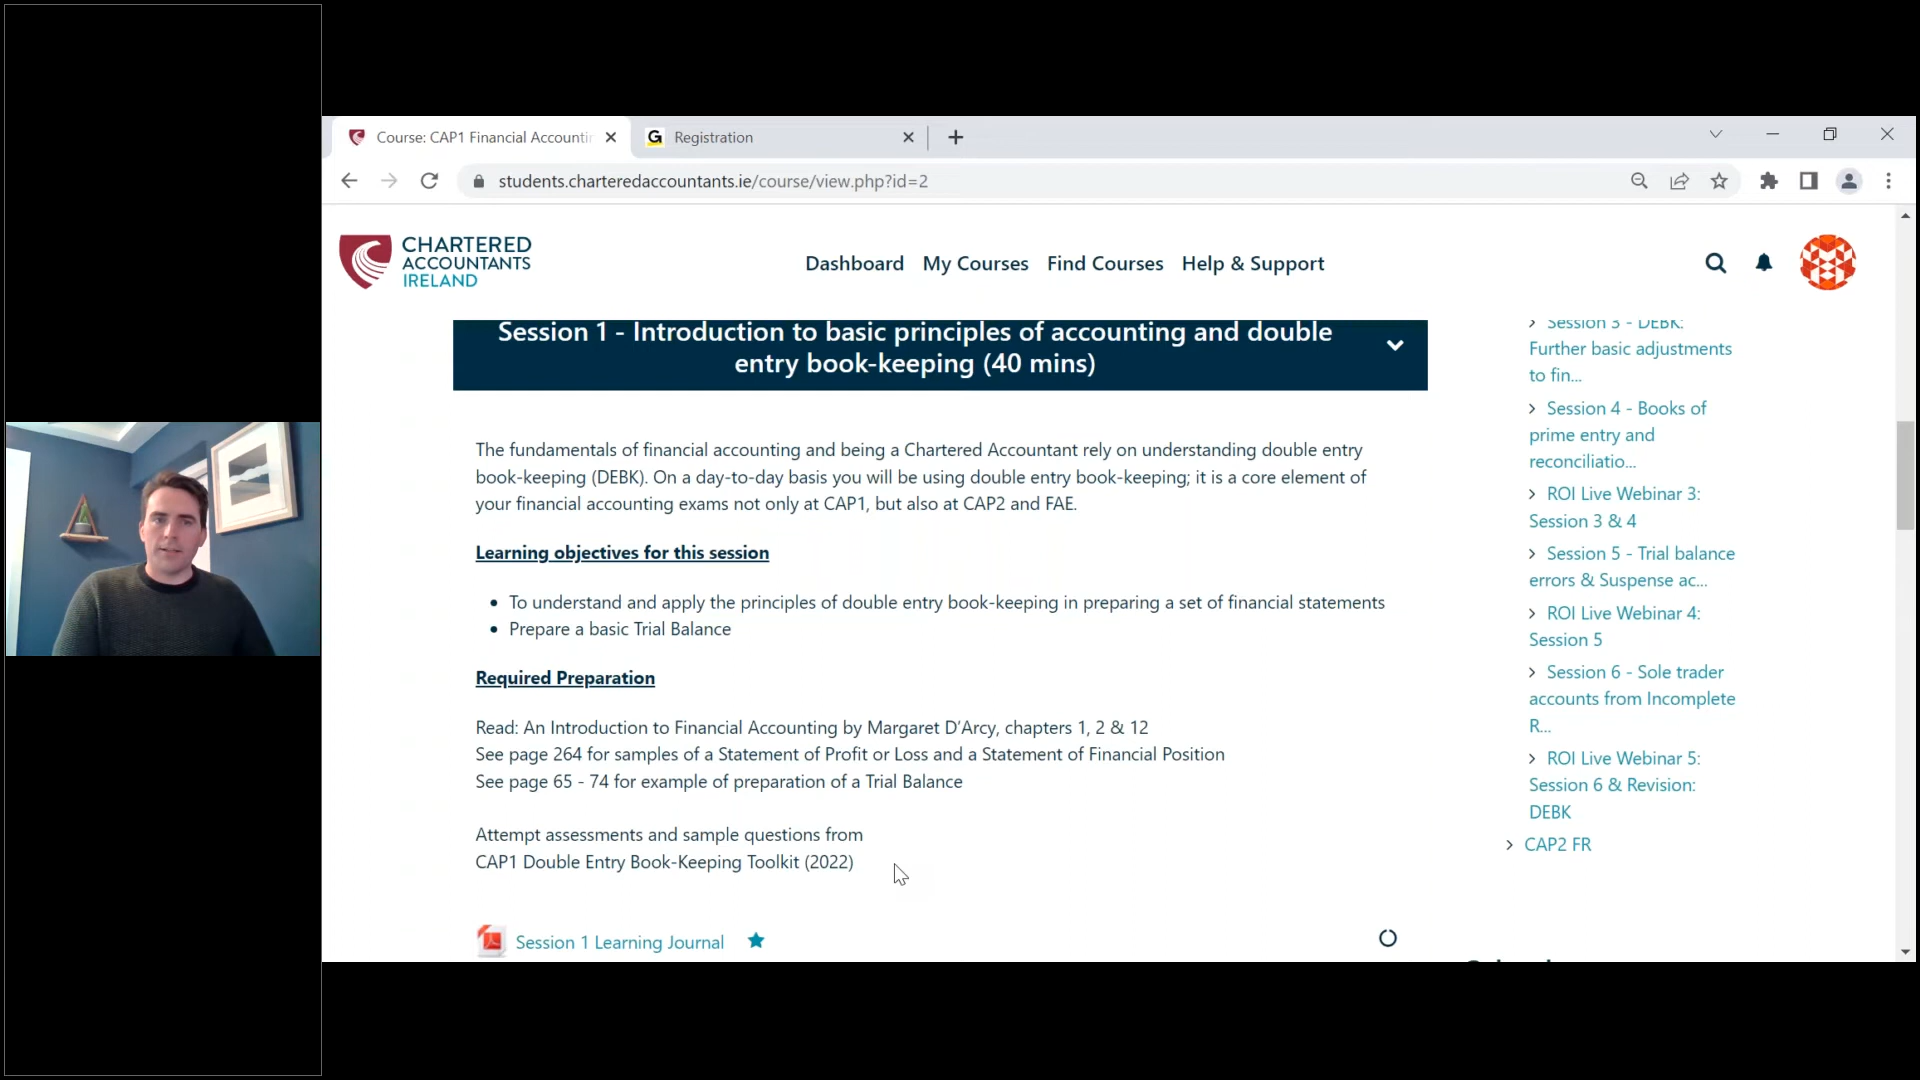 Course: CAP1 Financial Accountin
G Registration
students.charteredaccountants.ie/course/view.php?id=2
CHARTERED
ACCOUNTANTS
IRELAND
Dashboard My Courses Find Courses Help & Support
Session 1 - Introduction to basic principles of accounting and double
entry book-keeping (40 mins)
The fundamentals of financial accounting and being a Chartered Accountant rely on understanding double entry
book-keeping (DEBK). On a day-to-day basis you will be using double entry book-keeping; it is a core element of
your financial accounting exams not only at CAP1, but also at CAP2 and FAE.
Learning objectives for this session
To understand and apply the principles of double entry book-keeping in preparing a set of financial statements
Prepare a basic Trial Balance
Required Preparation
Read: An Introduction to Financial Accounting by Margaret D’Arcy, chapters 1, 2 & 12
See page 264 for samples of a Statement of Profit or Loss and a Statement of Financial Position
See page 65 - 74 for example of preparation of a Trial Balance
Attempt assessments and sample questions from
CAP1 Double Entry Book-Keeping Toolkit (2022)
Session 1 Learning Journal
Session 3 - DEBK:
Further basic adjustments
to fin...
Session 4 - Books of
prime entry and
reconciliatio...
ROI Live Webinar 3:
Session 3 & 4
Session 5 - Trial balance
errors & Suspense ac...
ROI Live Webinar 4:
Session 5
Session 6 - Sole trader
accounts from Incomplete
R...
ROI Live Webinar 5:
Session 6 & Revision:
DEBK
CAP2 FR